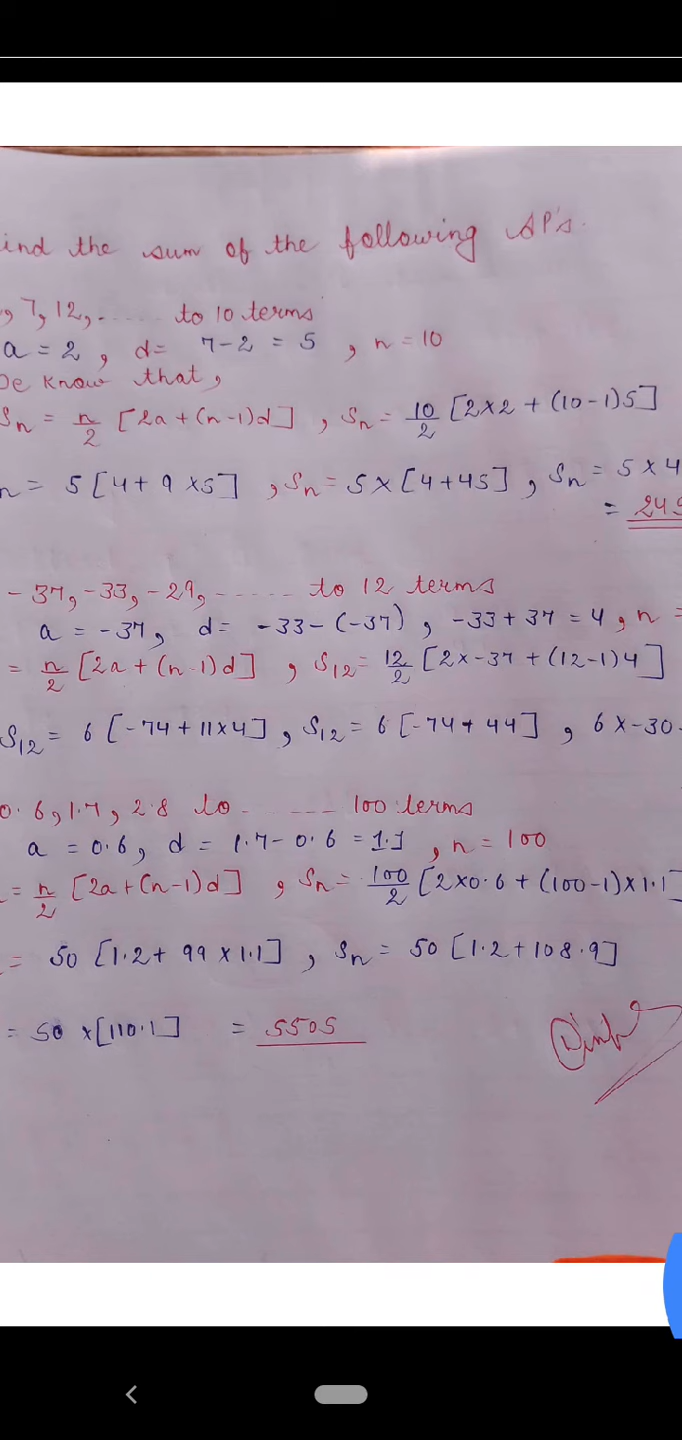 ind the sum of the following AP's.
, 7, 12, ...... to 10 terms
a = 2, d = 7-2 = 5, n = 10
we know that,
Sn = n/2 [2a+(n-1)d], Sn = 10/2 [2×2 + (10-1)5]
n = 5[4+ 9×5], Sn = 5×[4+45], Sn = 5×4
= 245
-37, -33, -29, ...... to 12 terms
a = -37, d = -33-(-37), -33+37 = 4, n =
= n/2 [2a+(n-1)d], S12 = 12/2 [2×-37 + (12-1)4]
S12 = 6[-74+11×4], S12 = 6[-74+44], 6×-30
0.6, 1.7, 2.8 to ...... 100 terms
a = 0.6, d = 1.7-0.6 = 1.1, n = 100
= n/2 [2a+(n-1)d], Sn = 100/2 [2×0.6 + (100-1)×1.1]
= 50 [1.2+ 99×1.1], Sn = 50 [1.2+108.9]
= 50 ×[110.1] = 5505